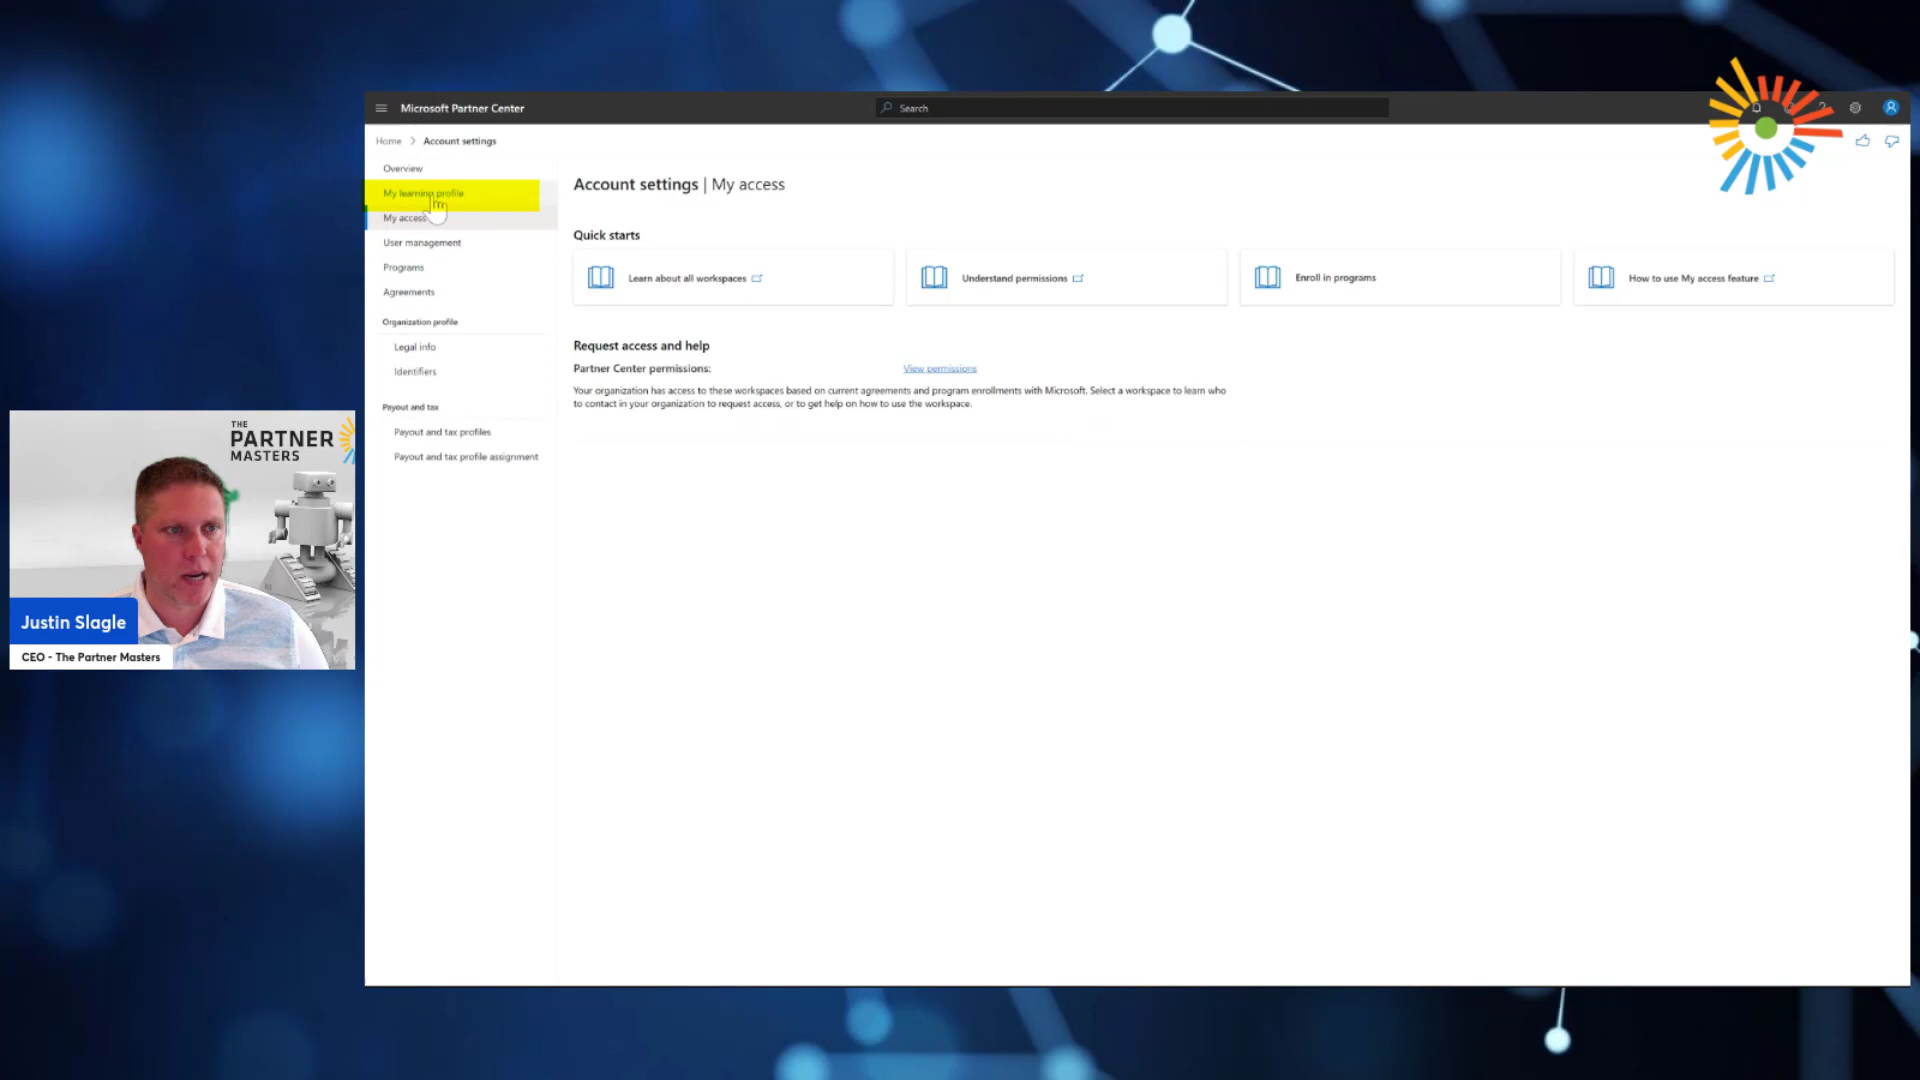 Microsoft Partner Center
Search
Home > Account settings
Overview
My learning profile
My access
User management
Programs
Agreements
Organization profile
Legal info
Identifiers
Payout and tax
Payout and tax profiles
Payout and tax profile assignment
Account settings | My access
Quick starts
Learn about all workspaces
Understand permissions
Enroll in programs
How to use My access feature
Request access and help
Partner Center permissions:
View permissions
Your organization has access to these workspaces based on current agreements and program enrollments with Microsoft. Select a workspace to learn who
to contact in your organization to request access, or to get help on how to use the workspace.
THE
PARTNER
MASTERS
Justin Slagle
CEO - The Partner Masters